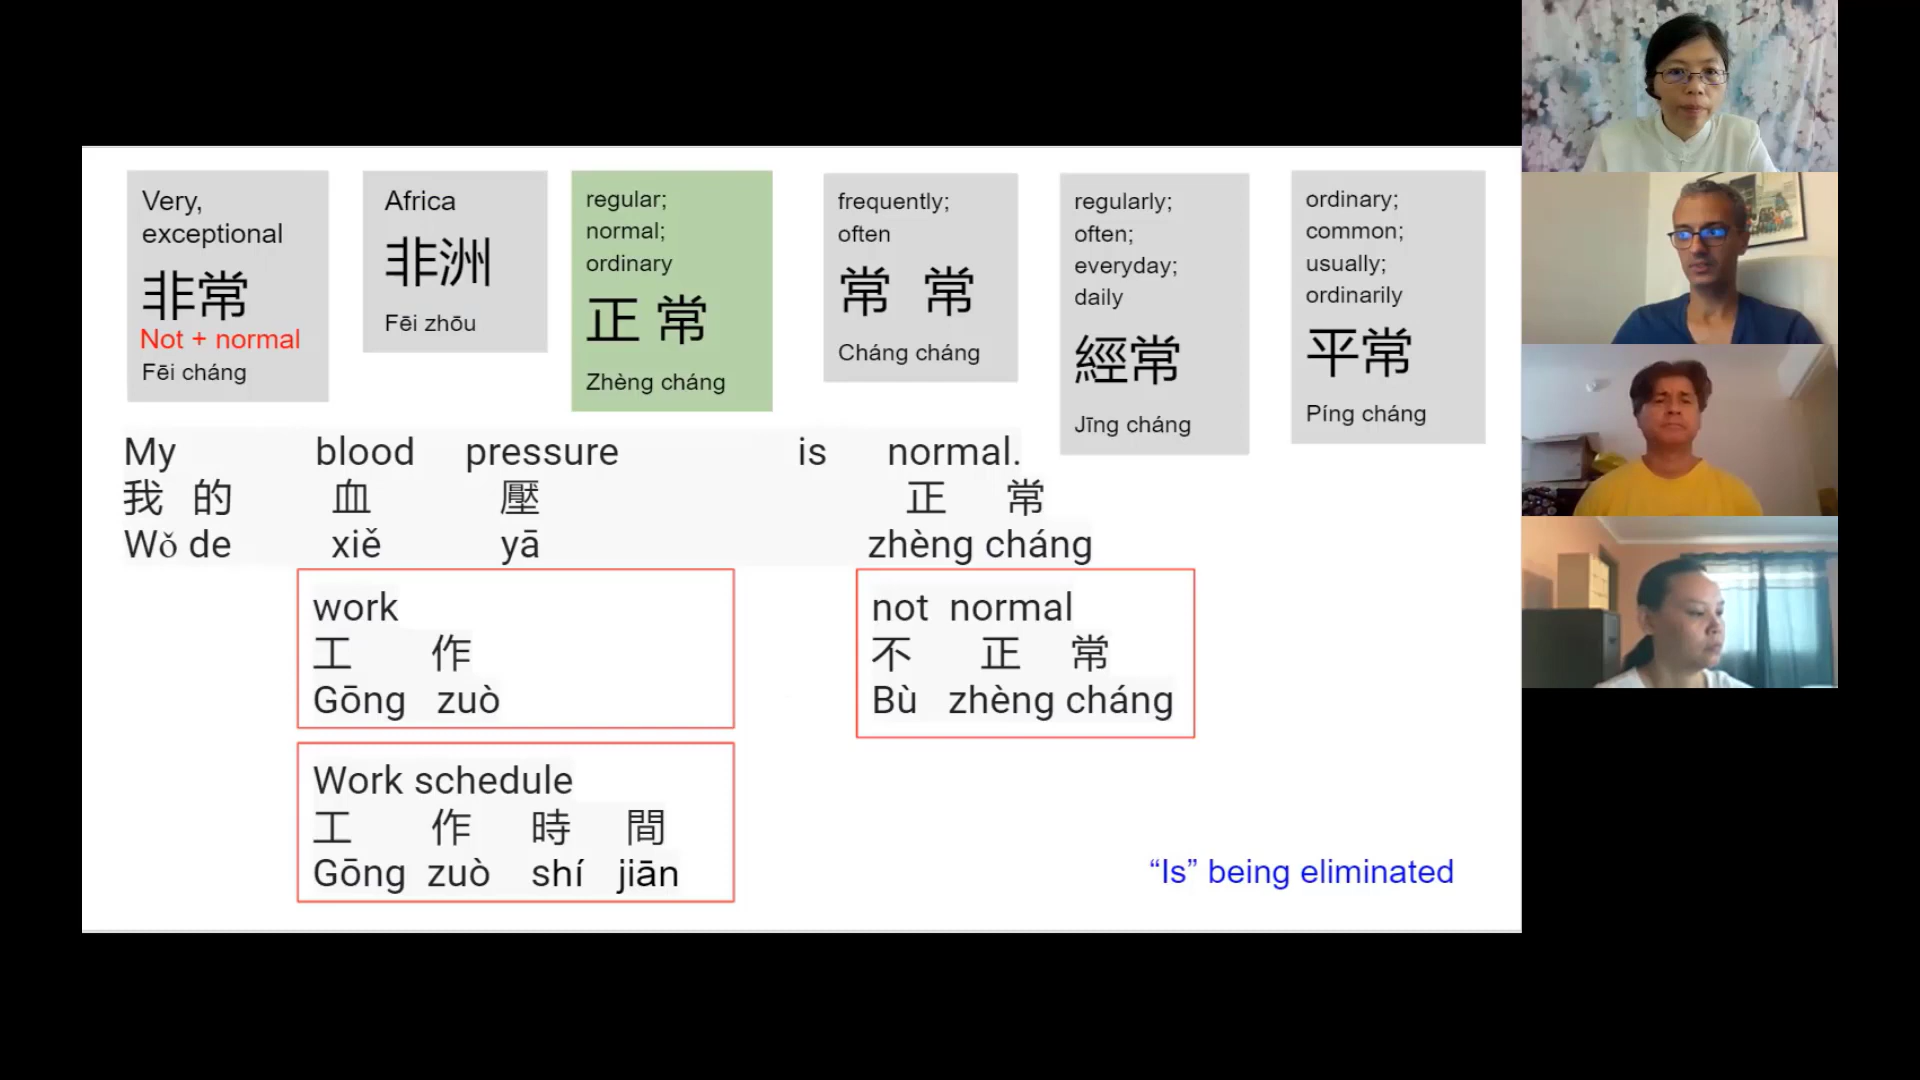 Very,
exceptional
非常
Not + normal
Fēi cháng
Africa
非洲
Fēi zhōu
regular;
normal;
ordinary
正 常
Zhèng cháng
frequently;
often
常 常
Cháng cháng
regularly;
often;
everyday;
daily
經常
Jīng cháng
ordinary;
common;
usually;
ordinarily
平常
Píng cháng
My blood pressure is normal.
我 的 血 壓 正 常
Wǒ de xiě yā zhèng cháng
work
工 作
Gōng zuò
not normal
不 正 常
Bù zhèng cháng
Work schedule
工 作 時 間
Gōng zuò shí jiān
“Is” being eliminated